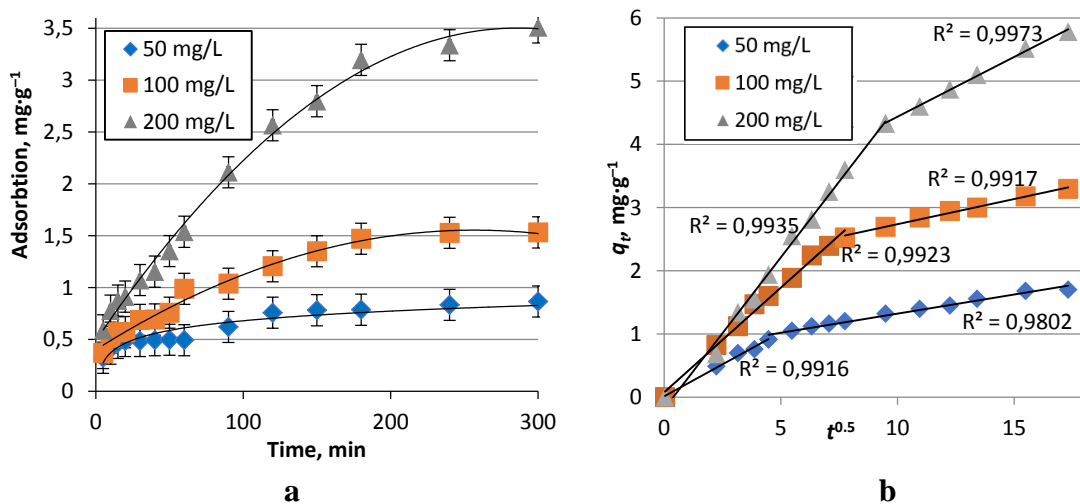 Adsorbtion, mg·g⁻¹
3,5
3
2,5
2
1,5
1
0,5
0
50 mg/L
100 mg/L
200 mg/L
0
100
200
300
Time, min
a
qt, mg·g⁻¹
6
5
4
3
2
1
0
50 mg/L
100 mg/L
200 mg/L
R² = 0,9973
R² = 0,9917
R² = 0,9935
R² = 0,9923
R² = 0,9802
R² = 0,9916
0
5
10
15
t⁰·⁵
b